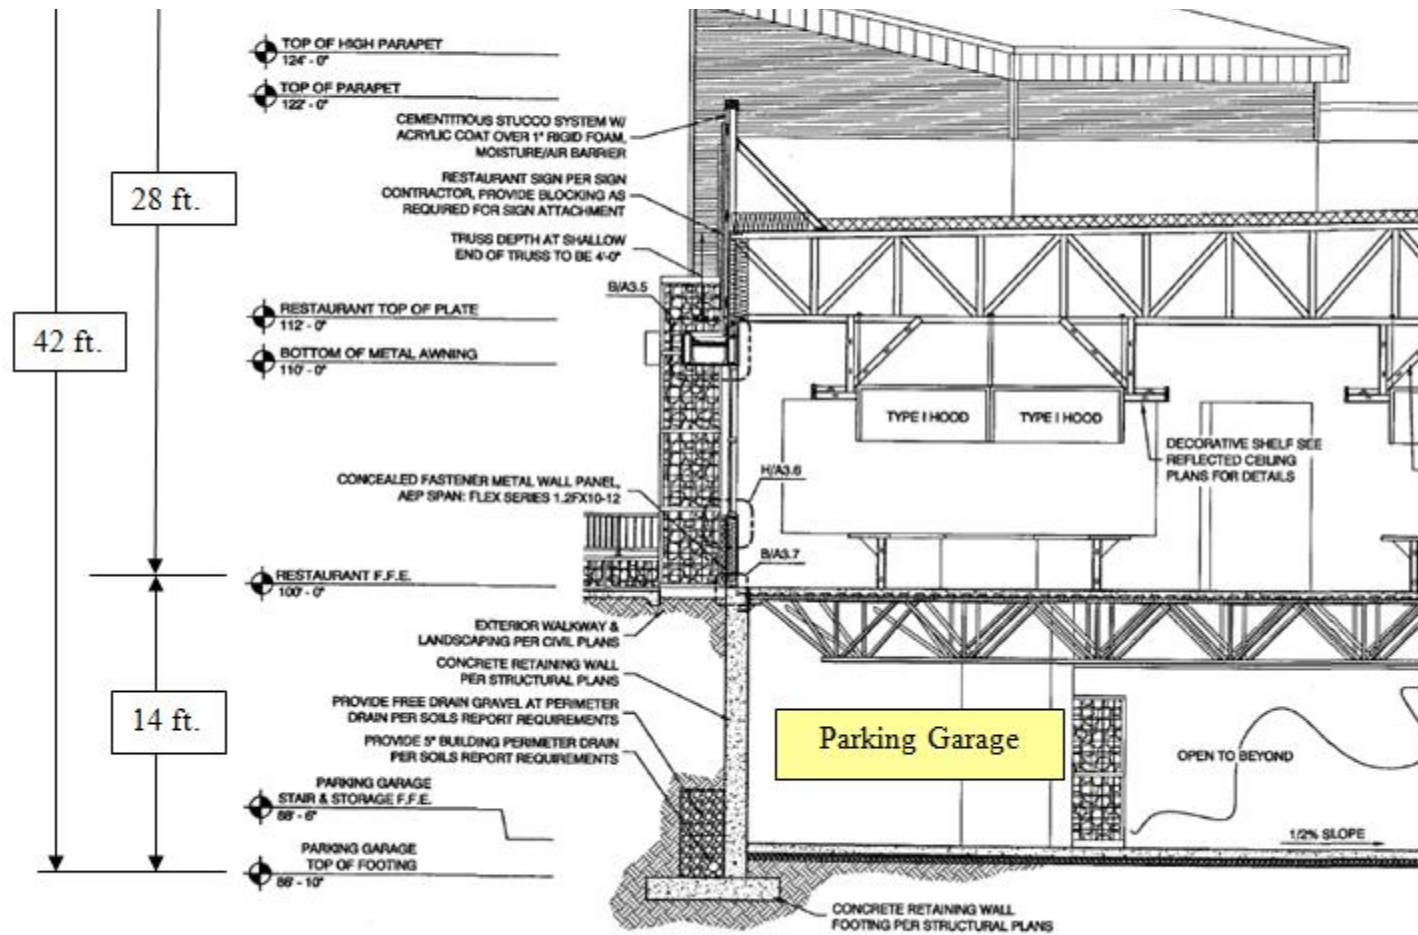 TOP OF HIGH PARAPET
124' - 0"
TOP OF PARAPET
122' - 0"
CEMENTITIOUS STUCCO SYSTEM W/
ACRYLIC COAT OVER 1" RIGID FOAM,
MOISTURE/AIR BARRIER
RESTAURANT SIGN PER SIGN
CONTRACTOR, PROVIDE BLOCKING AS
REQUIRED FOR SIGN ATTACHMENT
28 ft.
TRUSS DEPTH AT SHALLOW
END OF TRUSS TO BE 4'-0"
B/A3.5
RESTAURANT TOP OF PLATE
112' - 0"
42 ft.
BOTTOM OF METAL AWNING
110' - 0"
TYPE I HOOD
TYPE I HOOD
DECORATIVE SHELF SEE
REFLECTED CEILING
PLANS FOR DETAILS
H/A3.6
CONCEALED FASTENER METAL WALL PANEL,
AEP SPAN: FLEX SERIES 1.2FX10-12
B/A3.7
RESTAURANT F.F.E.
100' - 0"
EXTERIOR WALKWAY &
LANDSCAPING PER CIVIL PLANS
CONCRETE RETAINING WALL
PER STRUCTURAL PLANS
PROVIDE FREE DRAIN GRAVEL AT PERIMETER
DRAIN PER SOILS REPORT REQUIREMENTS
14 ft.
PROVIDE 5" BUILDING PERIMETER DRAIN
PER SOILS REPORT REQUIREMENTS
Parking Garage
OPEN TO BEYOND
PARKING GARAGE
STAIR & STORAGE F.F.E.
88' - 6"
1/2% SLOPE
PARKING GARAGE
TOP OF FOOTING
86' - 10"
CONCRETE RETAINING WALL
FOOTING PER STRUCTURAL PLANS